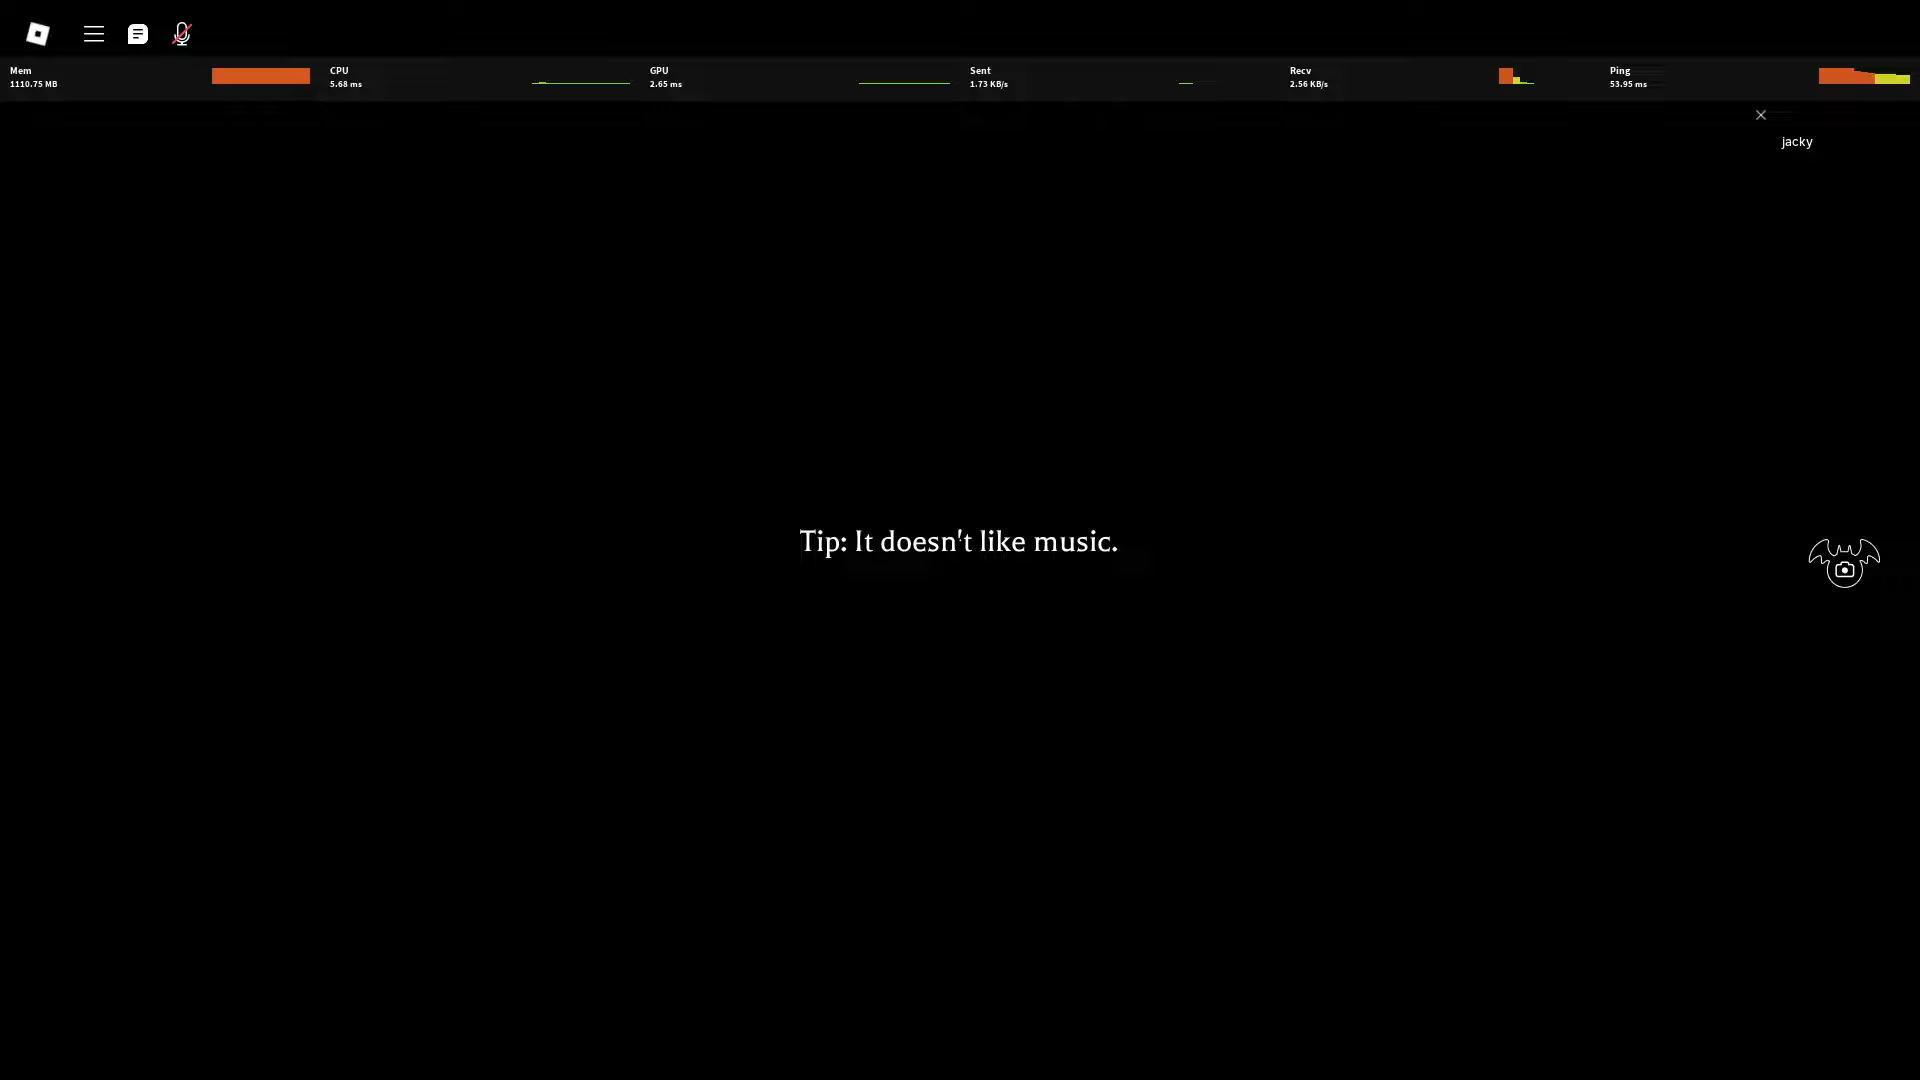 Mem CPU GPU Sent Recv Ping
1110.75 MB 5.68 ms 2.65 ms 1.73 KB/s 2.56 KB/s 53.95 ms
jacky
Tip: It doesn't like music.